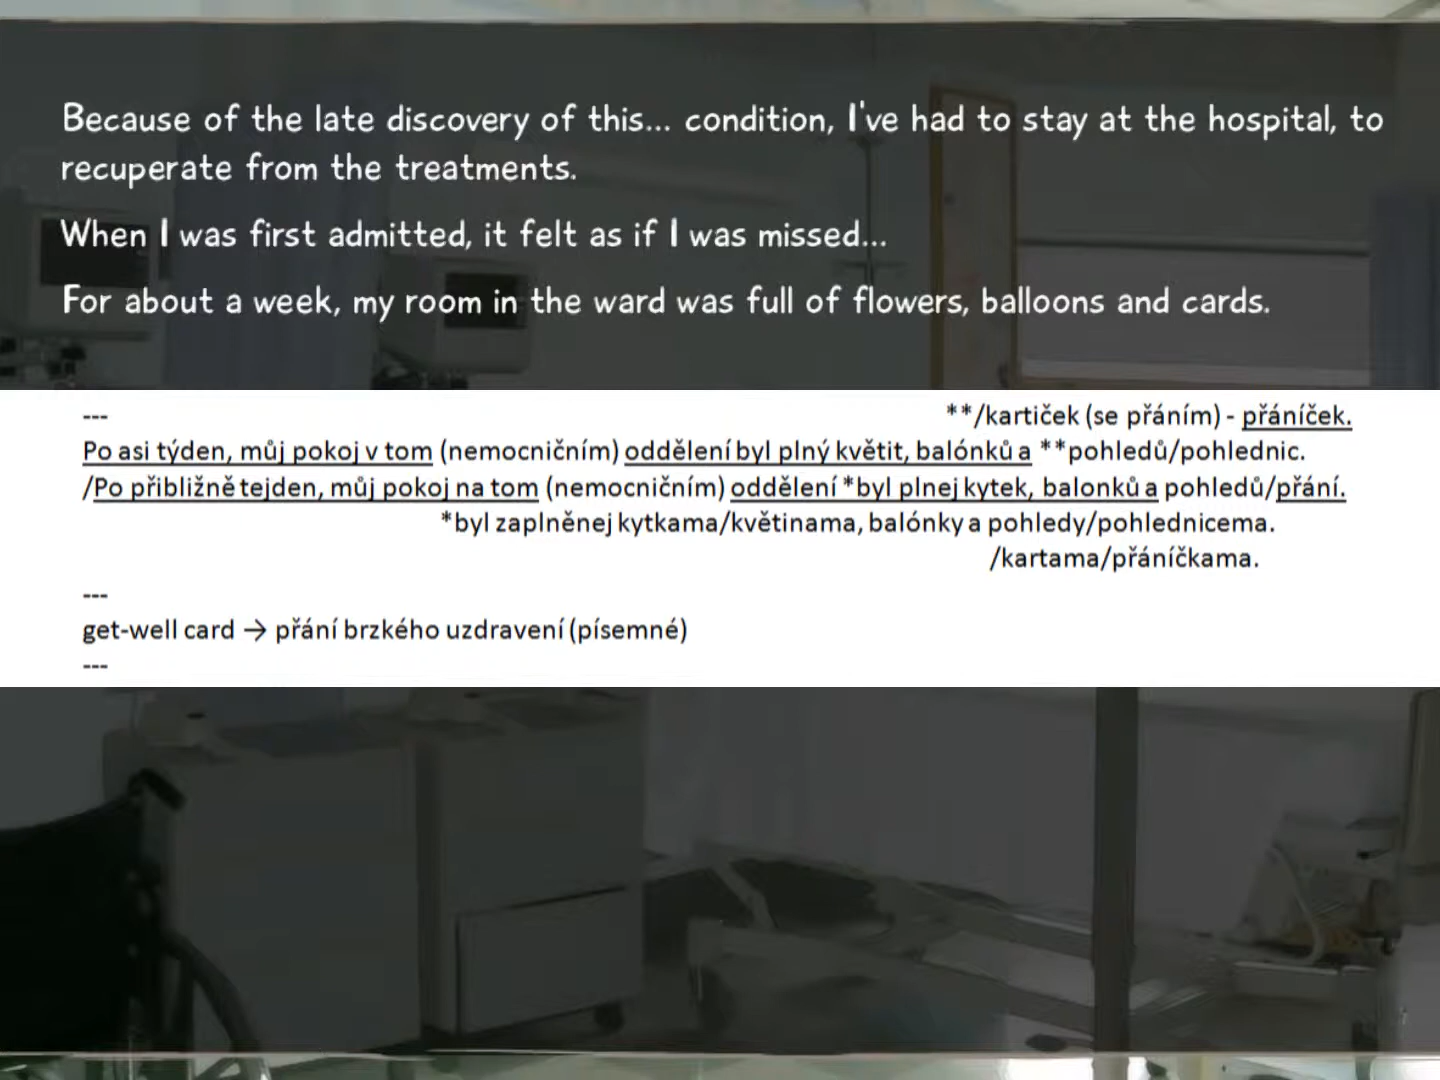 Because of the late discovery of this... condition, I've had to stay at the hospital, to
recuperate from the treatments.
When I was first admitted, it felt as if I was missed...
For about a week, my room in the ward was full of flowers, balloons and cards.
--- **/kartiček (se přáním) - přáníček.
Po asi týden, můj pokoj v tom (nemocničním) oddělení byl plný květit, balónků a **pohledů/pohlednic.
/Po přibližně tejden, můj pokoj na tom (nemocničním) oddělení *byl plnej kytek, balonků a pohledů/přání.
*byl zaplněnej kytkama/květinama, balónky a pohledy/pohlednicema.
/kartama/přáníčkama.
---
get-well card → přání brzkého uzdravení (písemné)
---